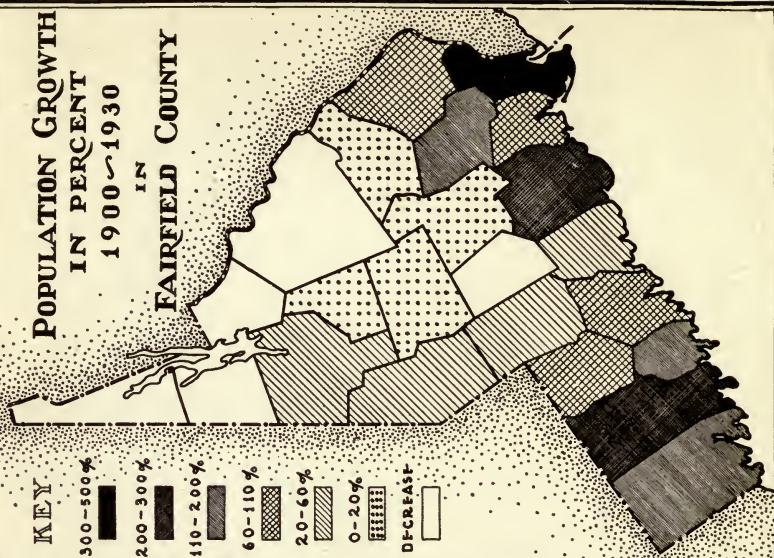 POPULATION GROWTH
IN PERCENT
1900~1930
IN
FAIRFIELD COUNTY
KEY
300-500%
200-300%
110-200%
60-110%
20-60%
0-20%
DECREASE